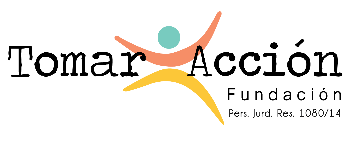 Tomar Acción
Fundación
Pers. Jurd. Res. 1080/14